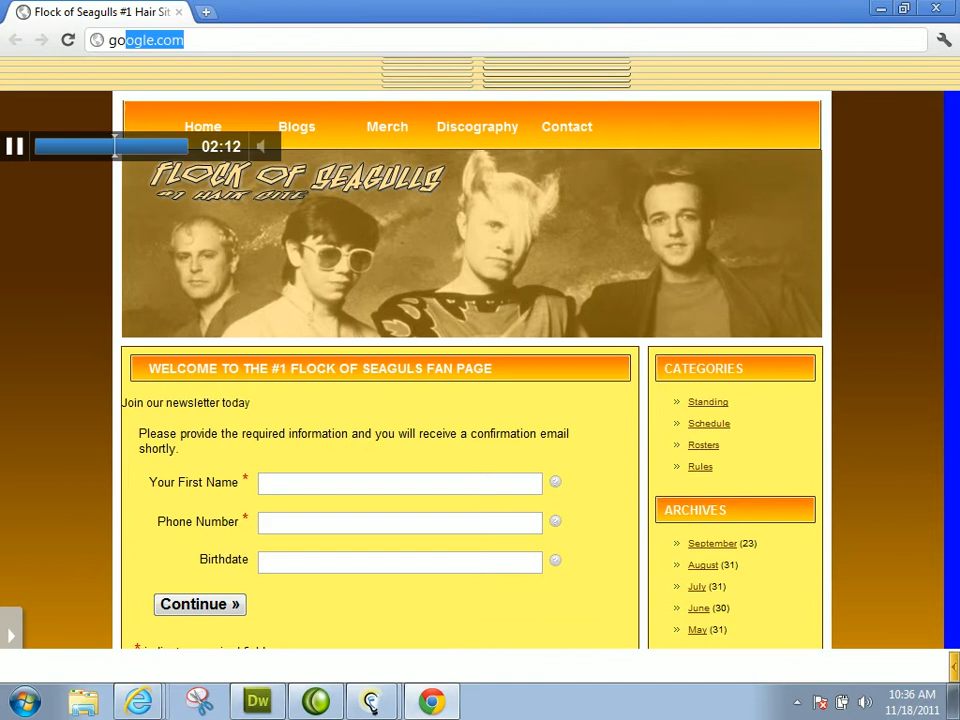 Flock of Seagulls #1 Hair Sit
google.com
Home Blogs Merch Discography Contact
02:12
FLOCK OF SEAGULLS
#1 HAIR SITE
WELCOME TO THE #1 FLOCK OF SEAGULS FAN PAGE
Join our newsletter today
Please provide the required information and you will receive a confirmation email
shortly.
Your First Name *
Phone Number *
Birthdate
Continue »
CATEGORIES
» Standing
» Schedule
» Rosters
» Rules
ARCHIVES
» September (23)
» August (31)
» July (31)
» June (30)
» May (31)
Dw
10:36 AM
11/18/2011